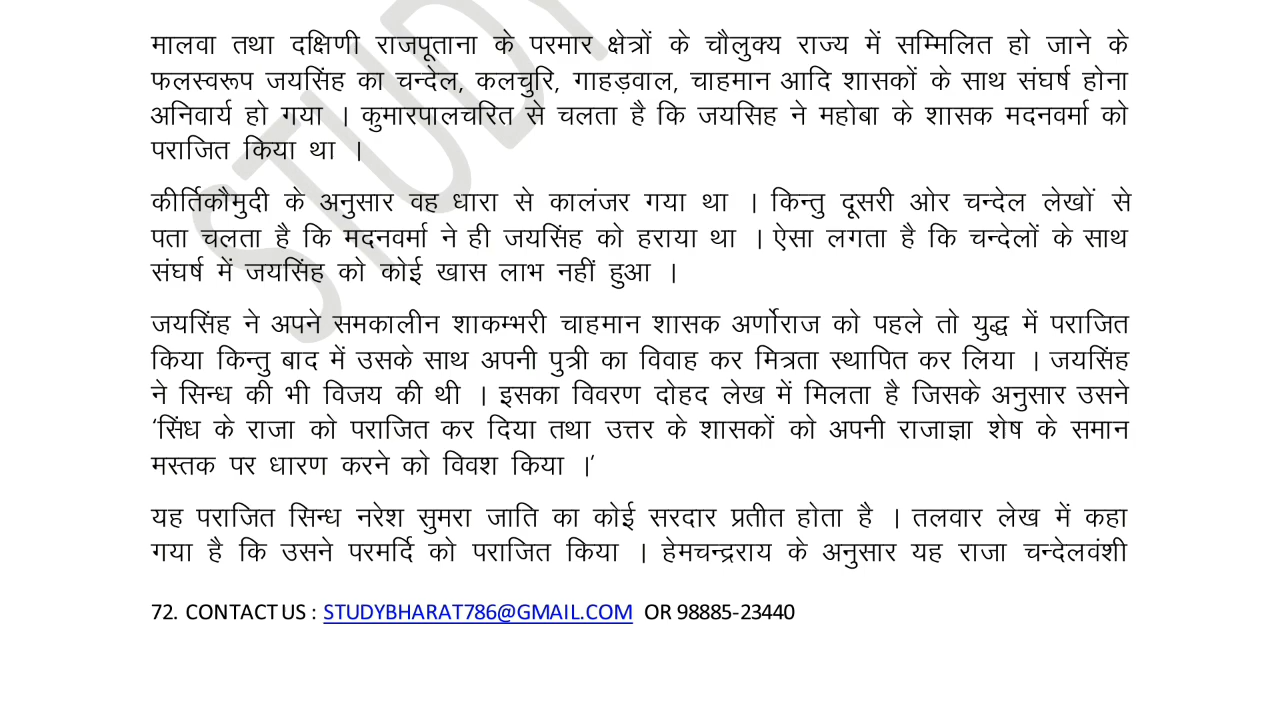 मालवा तथा दक्षिणी राजपूताना के परमार क्षेत्रों के चौलुक्य राज्य में सम्मिलित हो जाने के
फलस्वरूप जयसिंह का चन्देल, कलचुरि, गाहड़वाल, चाहमान आदि शासकों के साथ संघर्ष होना
अनिवार्य हो गया । कुमारपालचरित से चलता है कि जयसिह ने महोबा के शासक मदनवर्मा को
पराजित किया था ।
कीर्तिकौमुदी के अनुसार वह धारा से कालंजर गया था । किन्तु दूसरी ओर चन्देल लेखों से
पता चलता है कि मदनवर्मा ने ही जयसिंह को हराया था । ऐसा लगता है कि चन्देलों के साथ
संघर्ष में जयसिंह को कोई खास लाभ नहीं हुआ ।
जयसिंह ने अपने समकालीन शाकम्भरी चाहमान शासक अर्णोराज को पहले तो युद्ध में पराजित
किया किन्तु बाद में उसके साथ अपनी पुत्री का विवाह कर मित्रता स्थापित कर लिया । जयसिंह
ने सिन्ध की भी विजय की थी । इसका विवरण दोहद लेख में मिलता है जिसके अनुसार उसने
‘सिंध के राजा को पराजित कर दिया तथा उत्तर के शासकों को अपनी राजाज्ञा शेष के समान
मस्तक पर धारण करने को विवश किया ।’
यह पराजित सिन्ध नरेश सुमरा जाति का कोई सरदार प्रतीत होता है । तलवार लेख में कहा
गया है कि उसने परमर्दि को पराजित किया । हेमचन्द्रराय के अनुसार यह राजा चन्देलवंशी
72. CONTACT US : STUDYBHARAT786@GMAIL.COM OR 98885-23440
STUDY